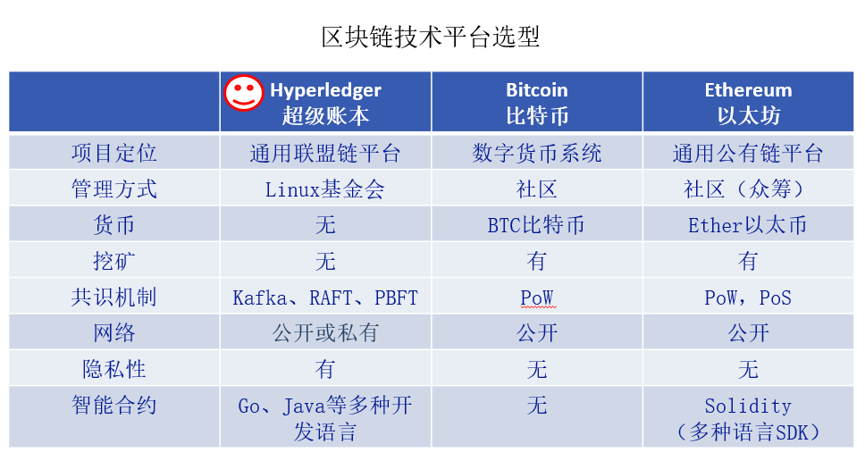 区块链技术平台选型
Hyperledger Bitcoin Ethereum
超级账本 比特币 以太坊
项目定位 通用联盟链平台 数字货币系统 通用公有链平台
管理方式 Linux基金会 社区 社区（众筹）
货币 无 BTC比特币 Ether以太币
挖矿 无 有 有
共识机制 Kafka、RAFT、PBFT PoW PoW，PoS
网络 公开或私有 公开 公开
隐私性 有 无 无
智能合约 Go、Java等多种开 无 Solidity
发语言 （多种语言SDK）